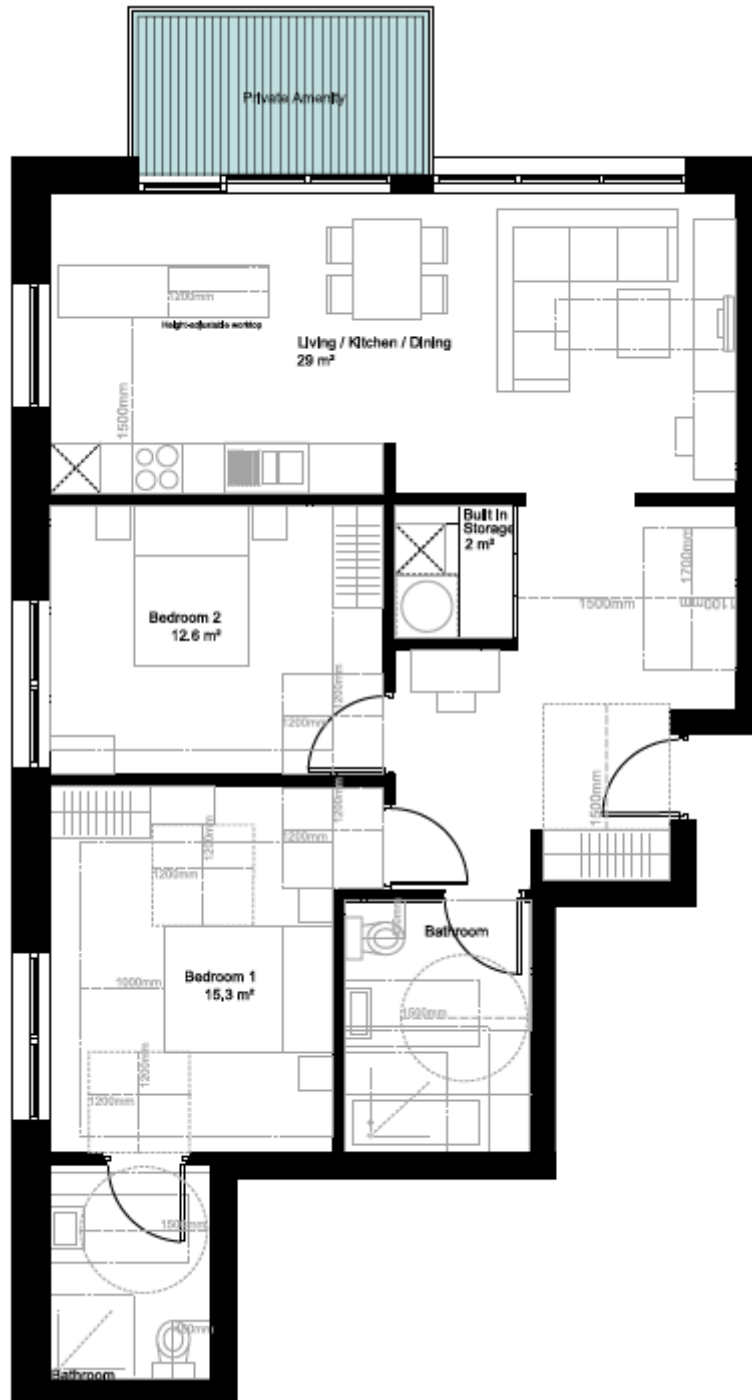 Private Amenity
1200mm
Height-adjustable worktop
Living / Kitchen / Dining
29 m²
1500mm
Built In
Storage
2 m²
1700mm
1500mm
1100mm
Bedroom 2
12.6 m²
1200mm
1200mm
1500mm
1200mm
1200mm
1200mm
1200mm
Bathroom
Bedroom 1
15.3 m²
1000mm
1500mm
1200mm
1200mm
1500mm
Bathroom